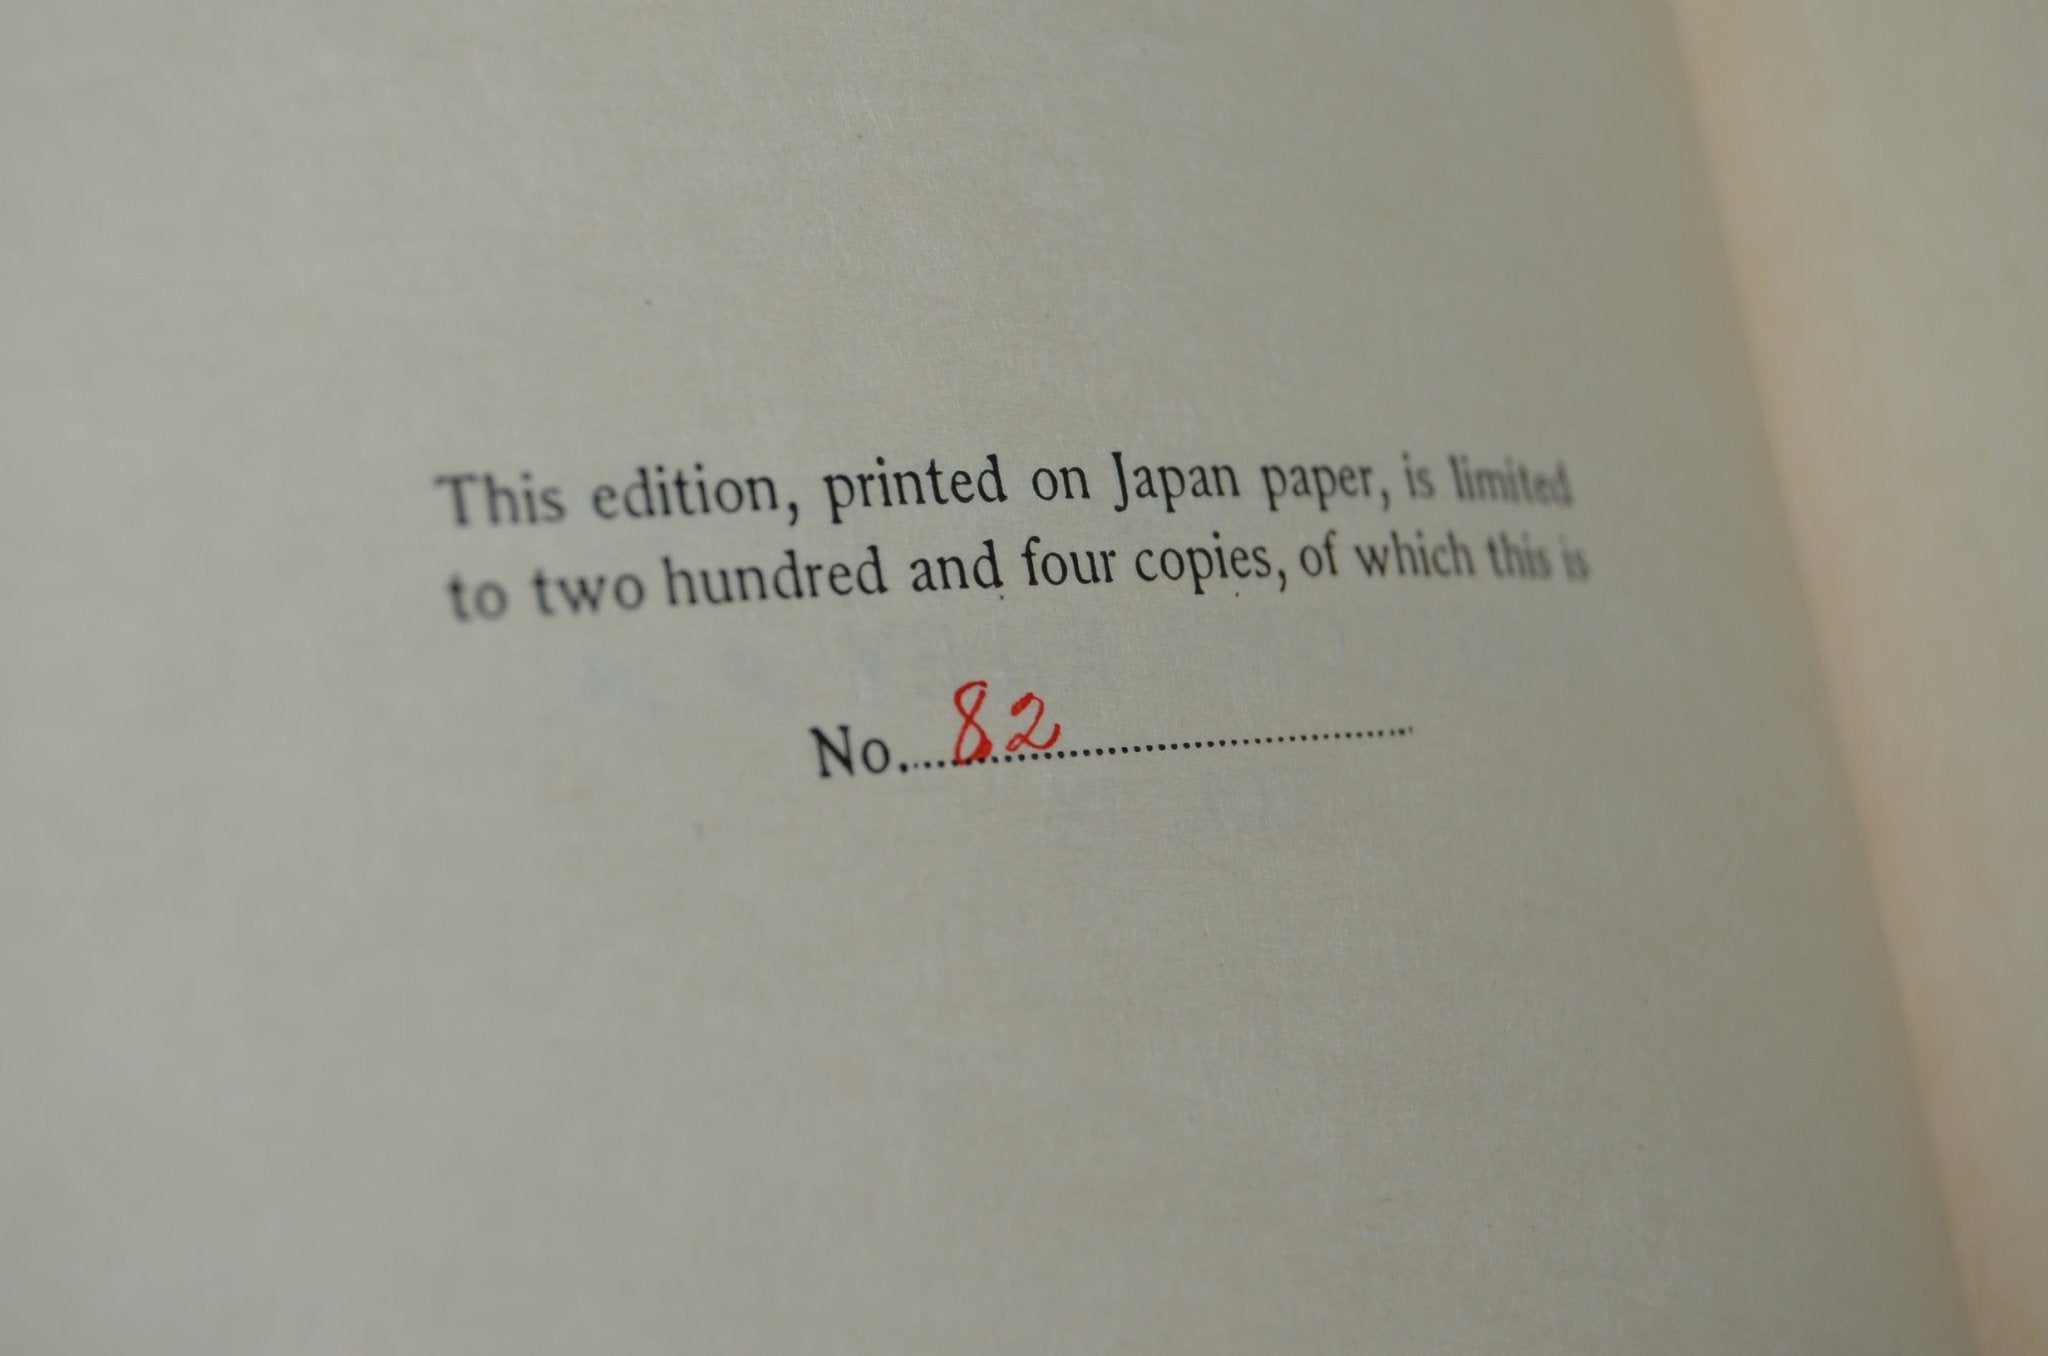 This edition, printed on Japan paper, is limited
to two hundred and four copies, of which this is
No. 82